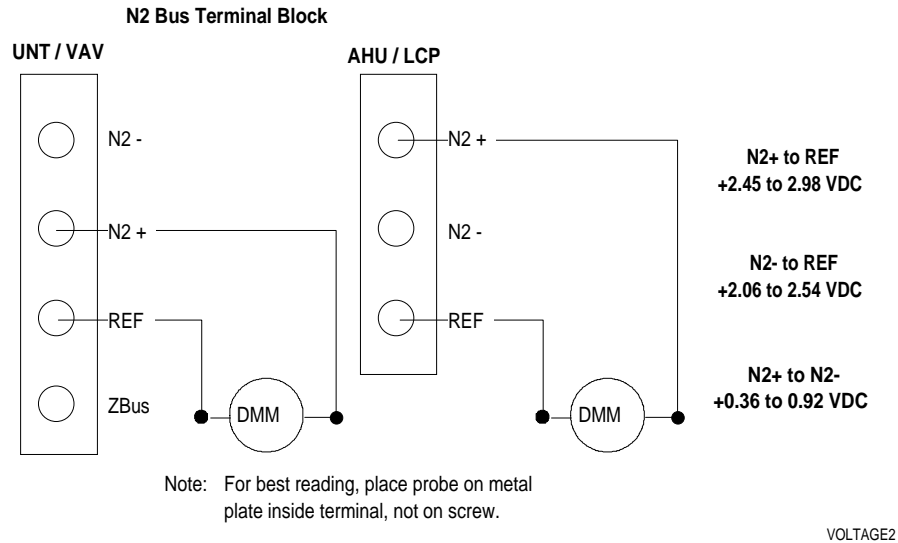 N2 Bus Terminal Block
UNT / VAV
N2 -
N2 +
REF
ZBus
DMM
AHU / LCP
N2 +
N2 -
REF
DMM
N2+ to REF
+2.45 to 2.98 VDC
N2- to REF
+2.06 to 2.54 VDC
N2+ to N2-
+0.36 to 0.92 VDC
Note: For best reading, place probe on metal
plate inside terminal, not on screw.
VOLTAGE2